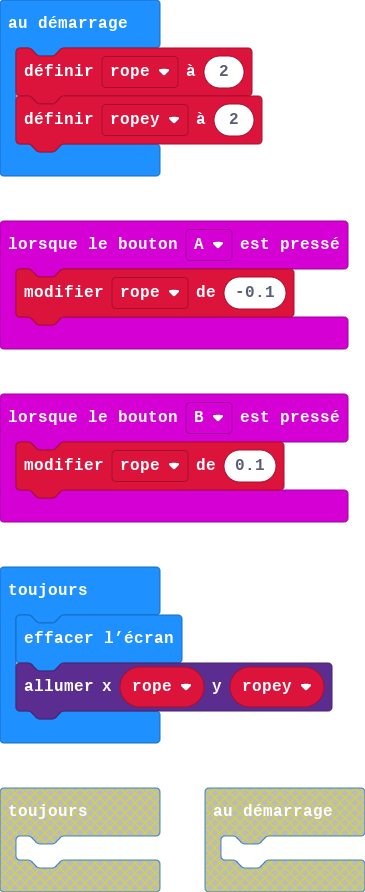 au démarrage
définir rope à 2
définir ropey à 2
lorsque le bouton A est pressé
modifier rope de -0.1
lorsque le bouton B est pressé
modifier rope de 0.1
toujours
effacer l’écran
allumer x rope y ropey
toujours
au démarrage